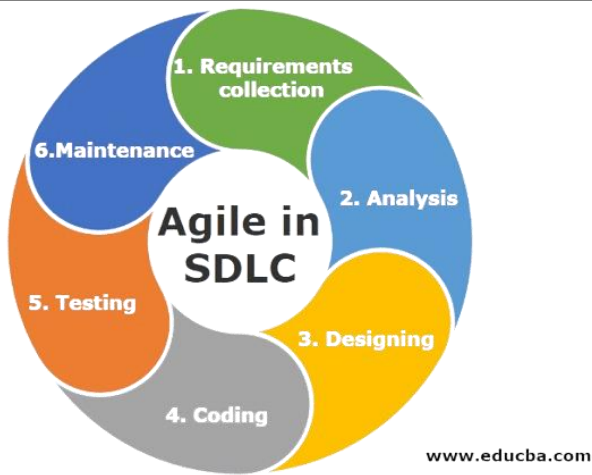 1. Requirements
collection
2. Analysis
3. Designing
4. Coding
5. Testing
6.Maintenance
Agile in
SDLC
www.educba.com